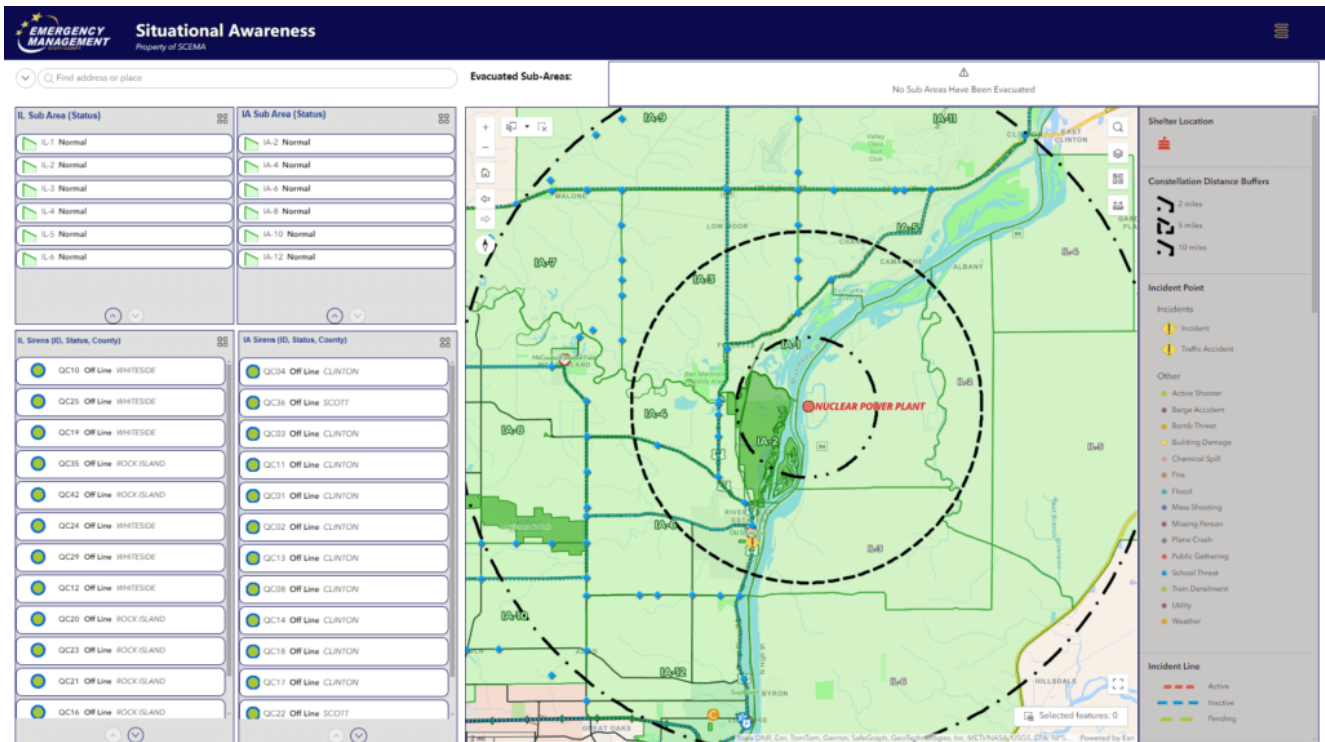 EMERGENCY
MANAGEMENT
Situational Awareness
Property of SCEMA
Find address or place
Evacuated Sub-Areas:
No Sub Areas Have Been Evacuated
IL Sub Area (Status)
IL-1 Normal
IL-2 Normal
IL-3 Normal
IL-4 Normal
IL-5 Normal
IL-6 Normal
IA Sub Area (Status)
IA-2 Normal
IA-4 Normal
IA-6 Normal
IA-8 Normal
IA-10 Normal
IA-12 Normal
IL Sirens (ID, Status, County)
QC10 Off Line WHITESIDE
QC25 Off Line WHITESIDE
QC19 Off Line WHITESIDE
QC35 Off Line ROCK ISLAND
QC42 Off Line ROCK ISLAND
QC24 Off Line WHITESIDE
QC29 Off Line WHITESIDE
QC12 Off Line WHITESIDE
QC20 Off Line ROCK ISLAND
QC23 Off Line ROCK ISLAND
QC21 Off Line ROCK ISLAND
QC16 Off Line ROCK ISLAND
IA Sirens (ID, Status, County)
QC04 Off Line CLINTON
QC36 Off Line SCOTT
QC03 Off Line CLINTON
QC11 Off Line CLINTON
QC01 Off Line CLINTON
QC02 Off Line CLINTON
QC13 Off Line CLINTON
QC08 Off Line CLINTON
QC14 Off Line CLINTON
QC18 Off Line CLINTON
QC17 Off Line CLINTON
QC22 Off Line SCOTT
IA-9
IA-11
EAST
CLINTON
MALONE
LOW MOOR
IA-5
CAMANCHE
ALBANY
IL-4
IA-7
IA-3
IA-1
IL-2
NUCLEAR POWER PLANT
IA-4
IA-8
IA-2
84
IL-5
IA-6
IL-3
IA-10
IA-12
IL-6
N High St
BYRON
HILLSDALE
GREAT OAKS
2 mi
Selected features: 0
Powered by Esri
Shelter Location
Constellation Distance Buffers
2 miles
5 miles
10 miles
Incident Point
Incidents
Incident
Traffic Accident
Other
Active Shooter
Barge Accident
Bomb Threat
Building Damage
Chemical Spill
Fire
Flood
Mass Shooting
Missing Person
Plane Crash
Public Gathering
School Threat
Train Derailment
Utility
Weather
Incident Line
Active
Inactive
Pending